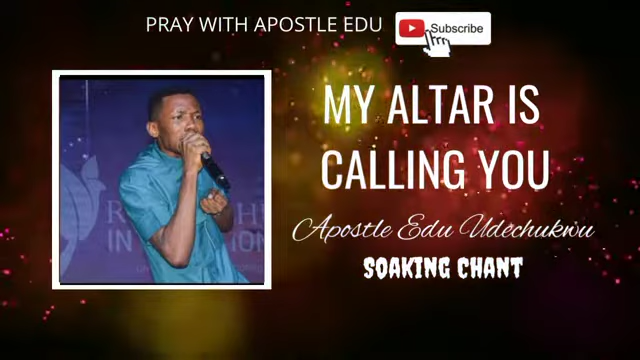 PRAY WITH APOSTLE EDU
Subscribe
MY ALTAR IS
CALLING YOU
Apostle Edu Udechukwu
SOAKING CHANT